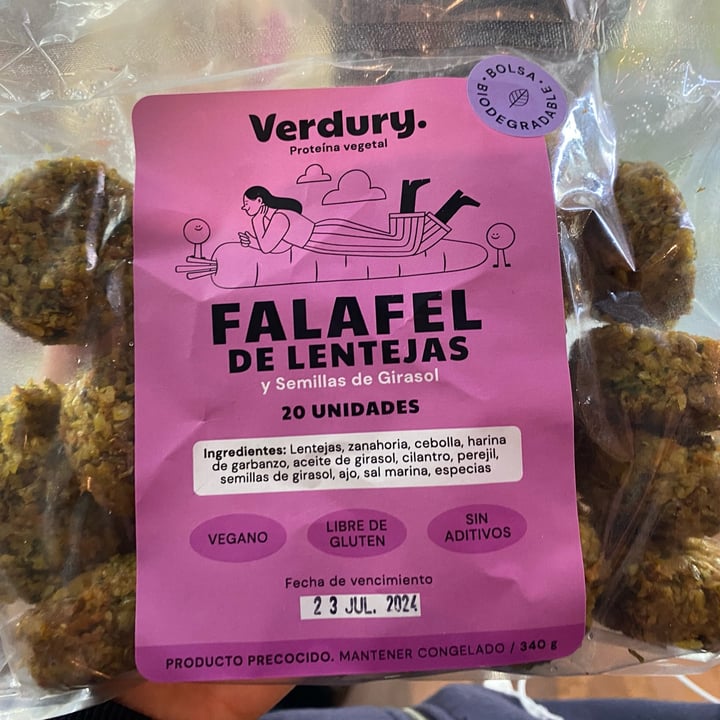 BOLSA
BIODEGRADABLE
Verdury.
Proteína vegetal
FALAFEL
DE LENTEJAS
y Semillas de Girasol
20 UNIDADES
Ingredientes: Lentejas, zanahoria, cebolla, harina
de garbanzo, aceite de girasol, cilantro, perejil,
semillas de girasol, ajo, sal marina, especias
VEGANO
LIBRE DE
GLUTEN
SIN
ADITIVOS
Fecha de vencimiento
23 JUL. 2024
PRODUCTO PRECOCIDO. MANTENER CONGELADO / 340 g